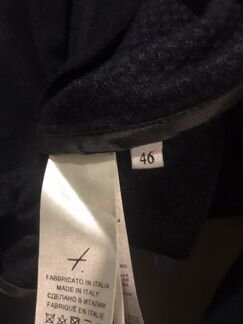 46
FABBRICATO IN ITALIA
MADE IN ITALY
СДЕЛАНО В ИТАЛИИ
FABRIQUÉ EN ITALIE